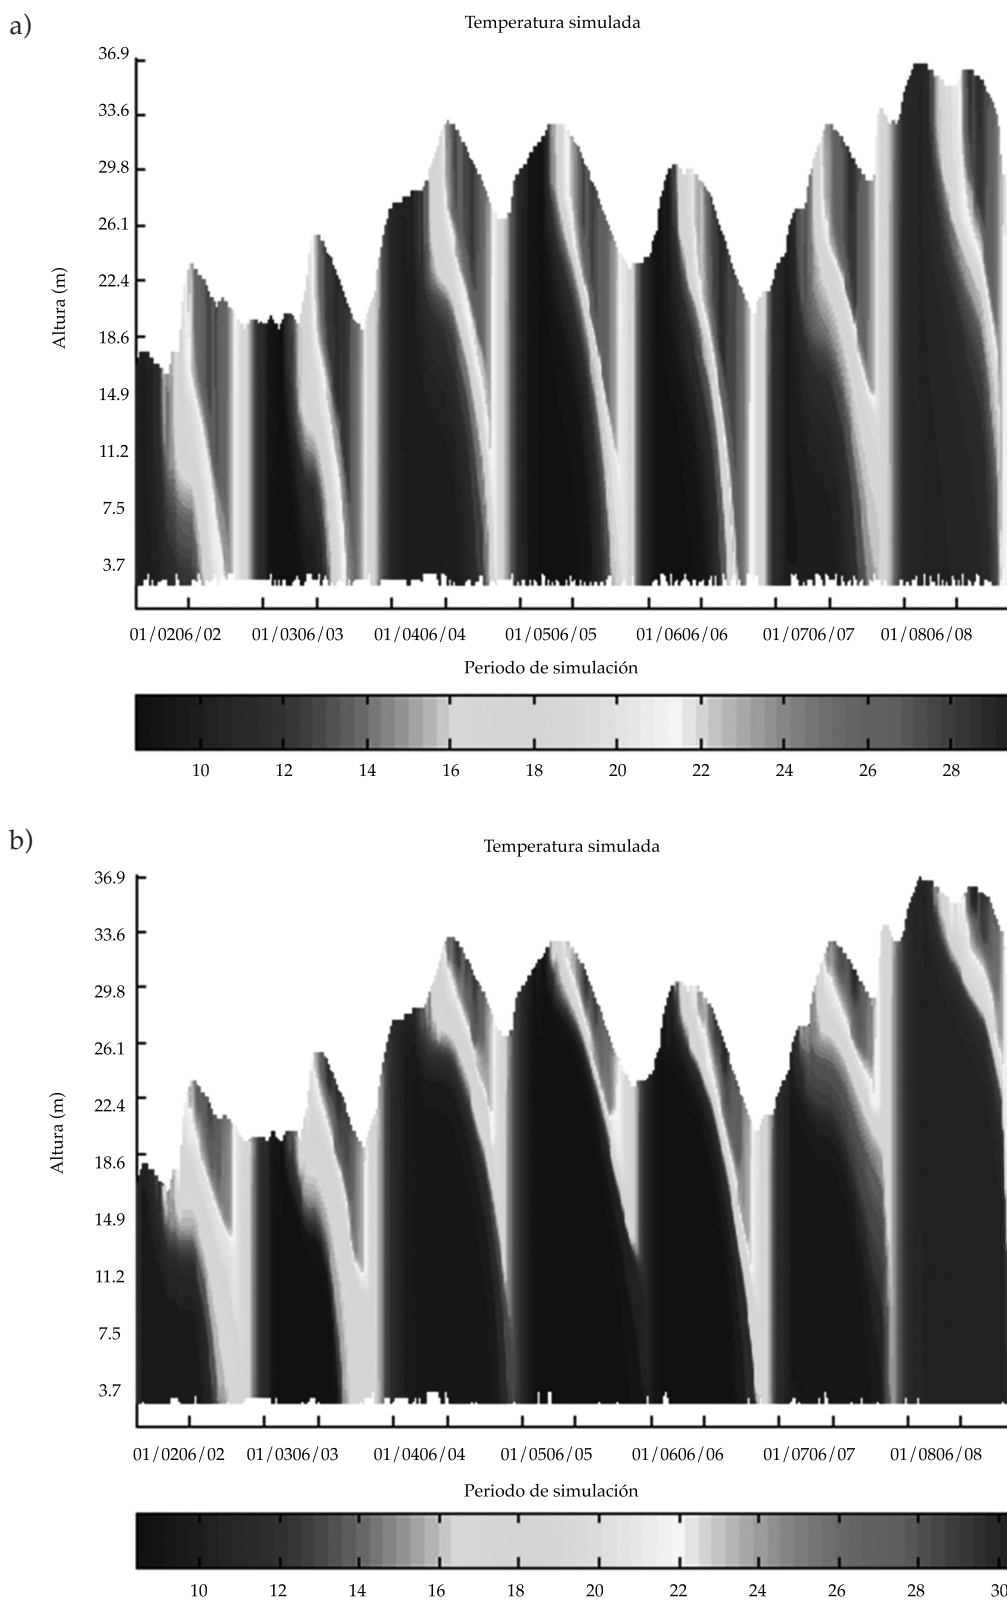 a)
Temperatura simulada
36.9
33.6
29.8
26.1
22.4
18.6
14.9
11.2
7.5
3.7
Altura (m)
01/0206/02 01/0306/03 01/0406/04 01/0506/05 01/0606/06 01/0706/07 01/0806/08
Periodo de simulación
10 12 14 16 18 20 22 24 26 28
b)
Temperatura simulada
36.9
33.6
29.8
26.1
22.4
18.6
14.9
11.2
7.5
3.7
Altura (m)
01/0206/02 01/0306/03 01/0406/04 01/0506/05 01/0606/06 01/0706/07 01/0806/08
Periodo de simulación
10 12 14 16 18 20 22 24 26 28 30